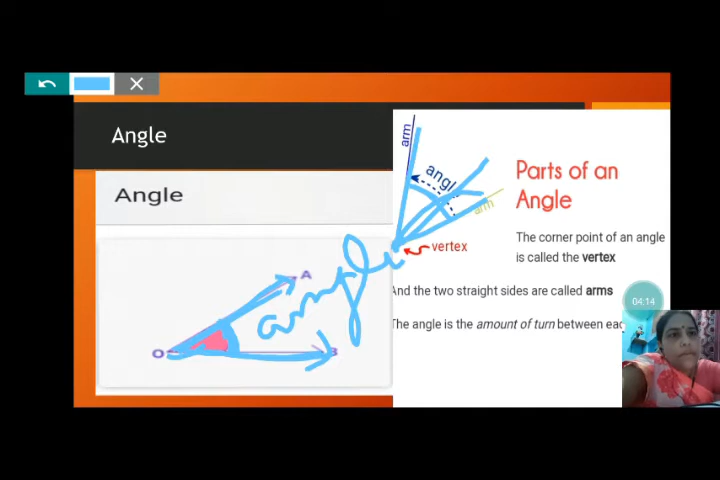 Angle
Angle
A
O
B
angle
arm
angl
arm
vertex
Parts of an
Angle
The corner point of an angle
is called the vertex
And the two straight sides are called arms
The angle is the amount of turn between eac
04:14